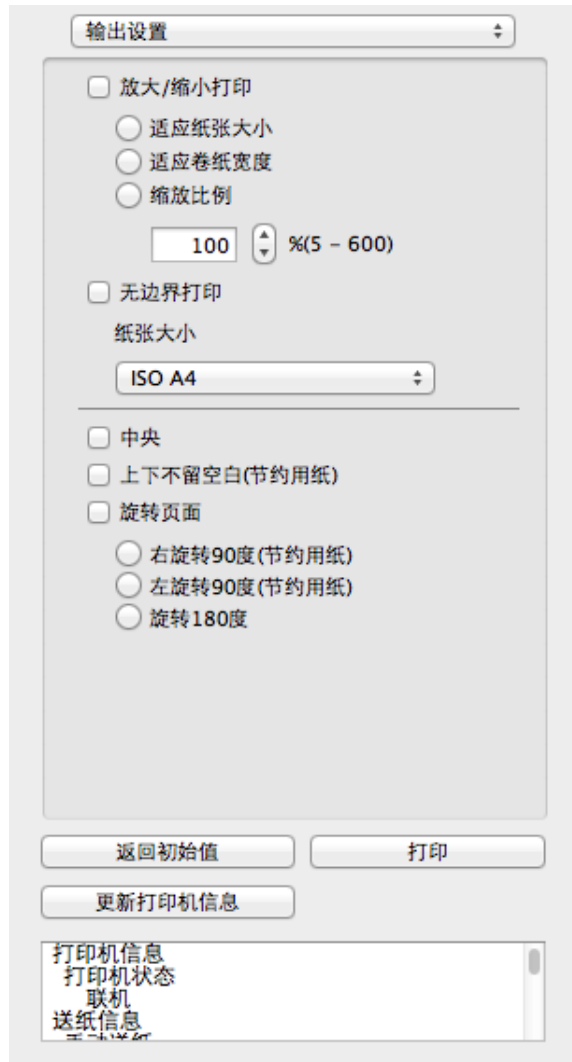 输出设置
放大/缩小打印
适应纸张大小
适应卷纸宽度
缩放比例
100 %(5 – 600)
无边界打印
纸张大小
ISO A4
中央
上下不留空白(节约用纸)
旋转页面
右旋转90度(节约用纸)
左旋转90度(节约用纸)
旋转180度
返回初始值 打印
更新打印机信息
打印机信息
打印机状态
联机
送纸信息
手动送纸